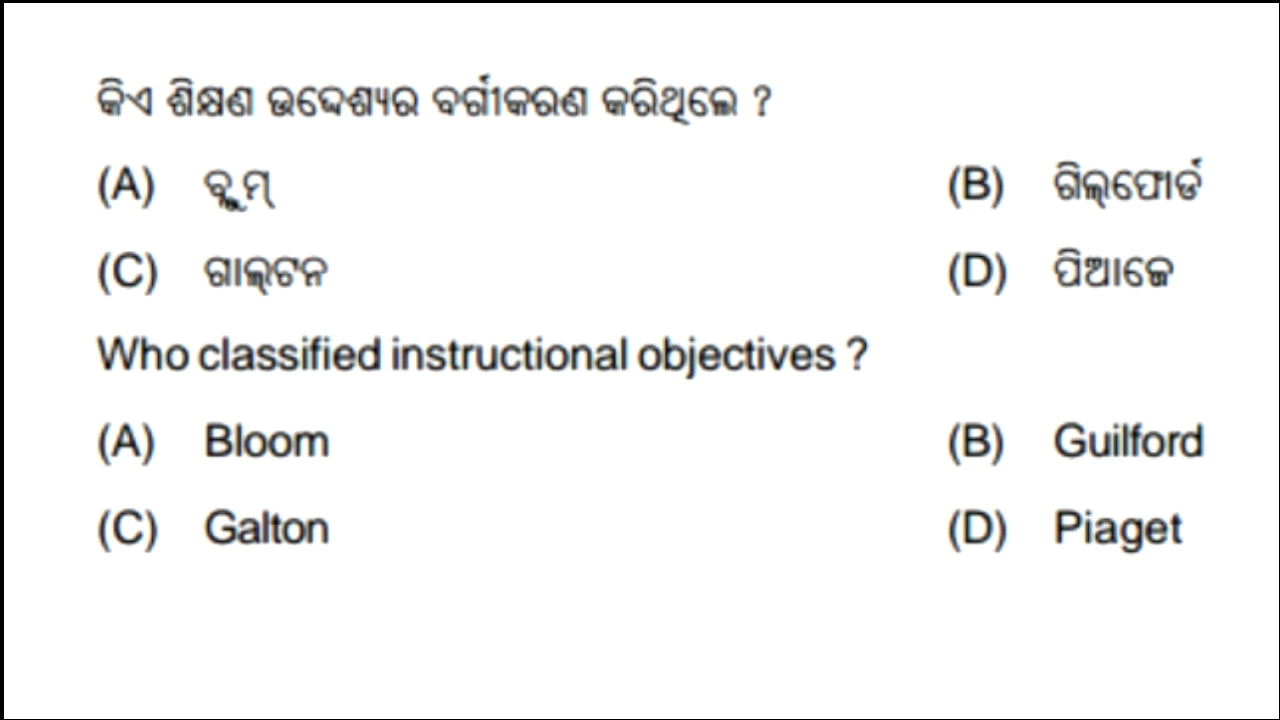 କିଏ ଶିକ୍ଷଣ ଉଦ୍ଦେଶ୍ୟର ବର୍ଗୀକରଣ କରିଥିଲେ ?
(A) ବ୍ଲୁମ୍ (B) ଗିଲ୍‌ଫୋର୍ଡ
(C) ଗାଲ୍‌ଟନ (D) ପିଆଜେ
Who classified instructional objectives ?
(A) Bloom (B) Guilford
(C) Galton (D) Piaget